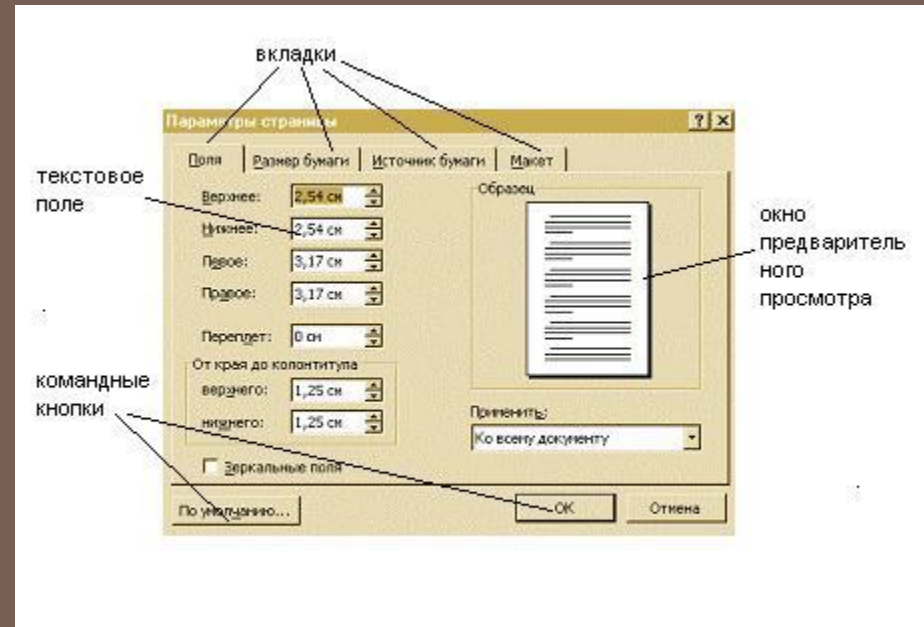 вкладки
Параметры страницы
Поля Размер бумаги Источник бумаги Макет
текстовое
поле
Верхнее: 2,54 см
Нижнее: 2,54 см
Левое: 3,17 см
Правое: 3,17 см
Переплет: 0 см
От края до колонтитула
верхнего: 1,25 см
нижнего: 1,25 см
Зеркальные поля
Образец
окно
предваритель
ного
просмотра
командные
кнопки
Применить:
Ко всему документу
По умолчанию...
ОК
Отмена